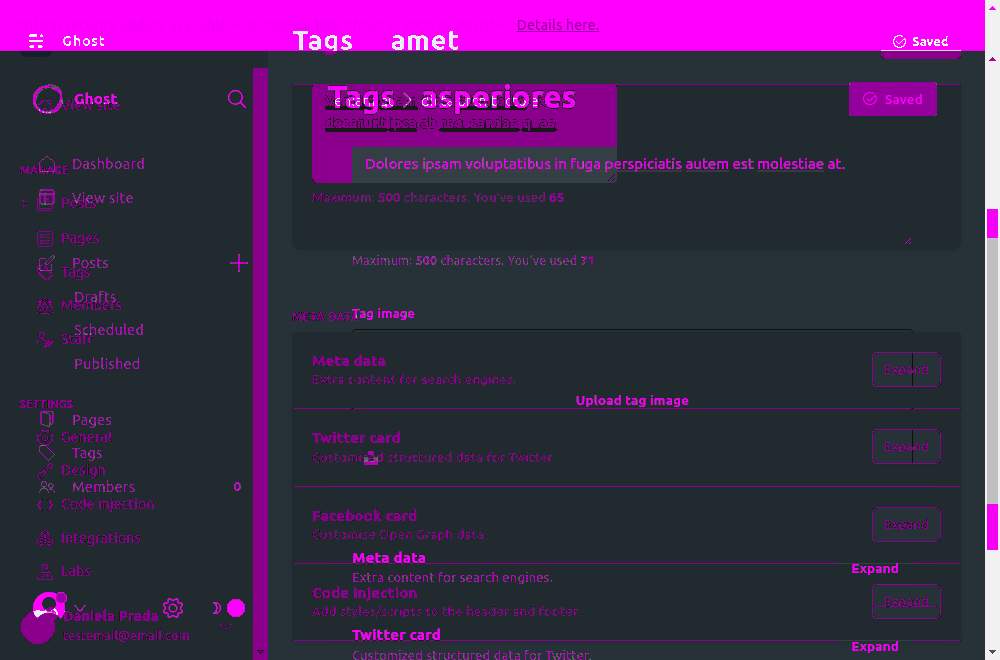 Details here.
Ghost
Tags amet
Saved
Ghost
Tags > asperiores
Saved
Dolores ipsam voluptatibus in fuga perspiciatis autem est molestiae at.
Maximum: 500 characters. You've used 65
Maximum: 500 characters. You've used 71
MANAGE
Dashboard
View site
Posts
Pages
Posts
Tags
Drafts
Members
Scheduled
Staff
Published
SETTINGS
Pages
General
Tags
Design
Members 0
Code injection
Integrations
Labs
Daniela Prada
testemail@email.com
META DATA
Tag image
Meta data
Extra content for search engines.
Expand
Upload tag image
Twitter card
Customized structured data for Twitter
Expand
Facebook card
Customise Open Graph data
Expand
Meta data
Extra content for search engines.
Expand
Code Injection
Add styles/scripts to the header and footer
Expand
Twitter card
Customized structured data for Twitter.
Expand